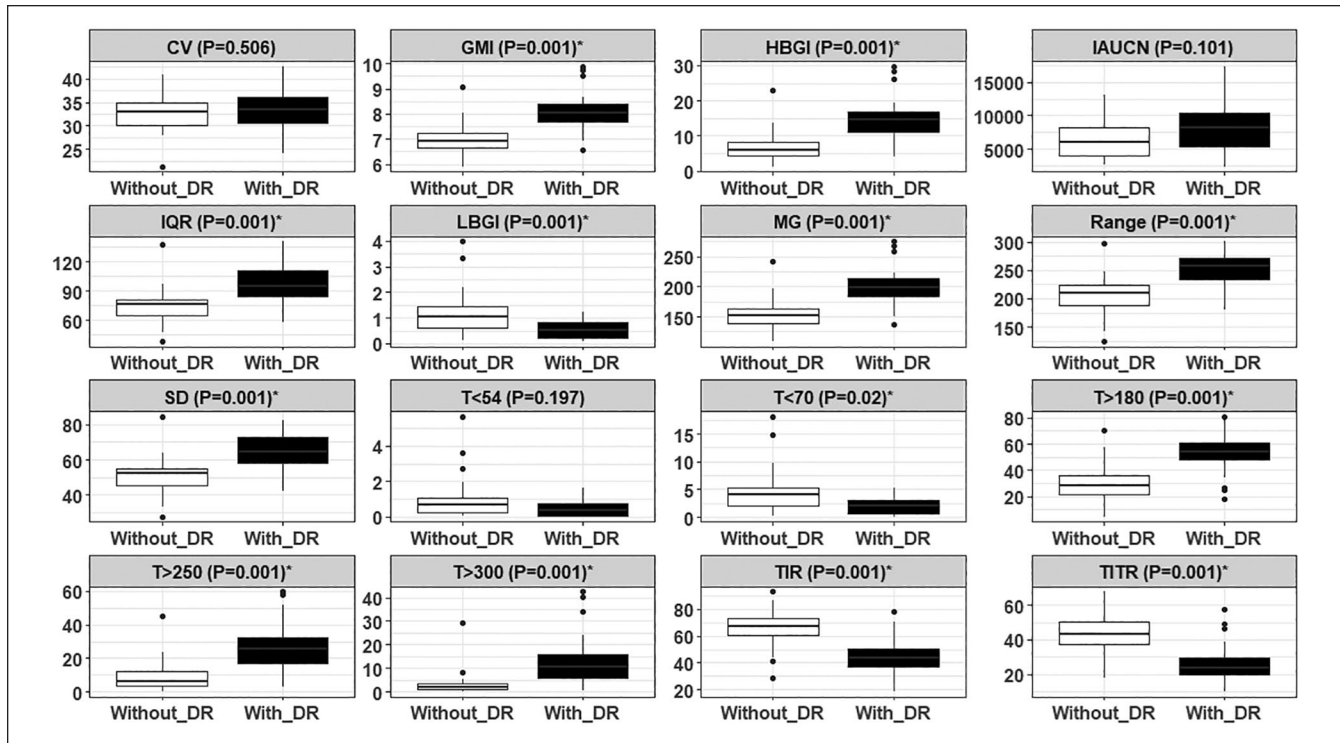 CV (P=0.506)
40
35
30
25
Without_DR With_DR
GMI (P=0.001)*
10
9
8
7
6
Without_DR With_DR
HBGI (P=0.001)*
30
20
10
0
Without_DR With_DR
IAUCN (P=0.101)
15000
10000
5000
Without_DR With_DR
IQR (P=0.001)*
120
90
60
Without_DR With_DR
LBGI (P=0.001)*
4
3
2
1
0
Without_DR With_DR
MG (P=0.001)*
250
200
150
Without_DR With_DR
Range (P=0.001)*
300
250
200
150
Without_DR With_DR
SD (P=0.001)*
80
60
40
Without_DR With_DR
T<54 (P=0.197)
4
2
0
Without_DR With_DR
T<70 (P=0.02)*
15
10
5
0
Without_DR With_DR
T>180 (P=0.001)*
80
60
40
20
Without_DR With_DR
T>250 (P=0.001)*
60
40
20
0
Without_DR With_DR
T>300 (P=0.001)*
40
30
20
10
0
Without_DR With_DR
TIR (P=0.001)*
80
60
40
20
Without_DR With_DR
TITR (P=0.001)*
60
40
20
Without_DR With_DR